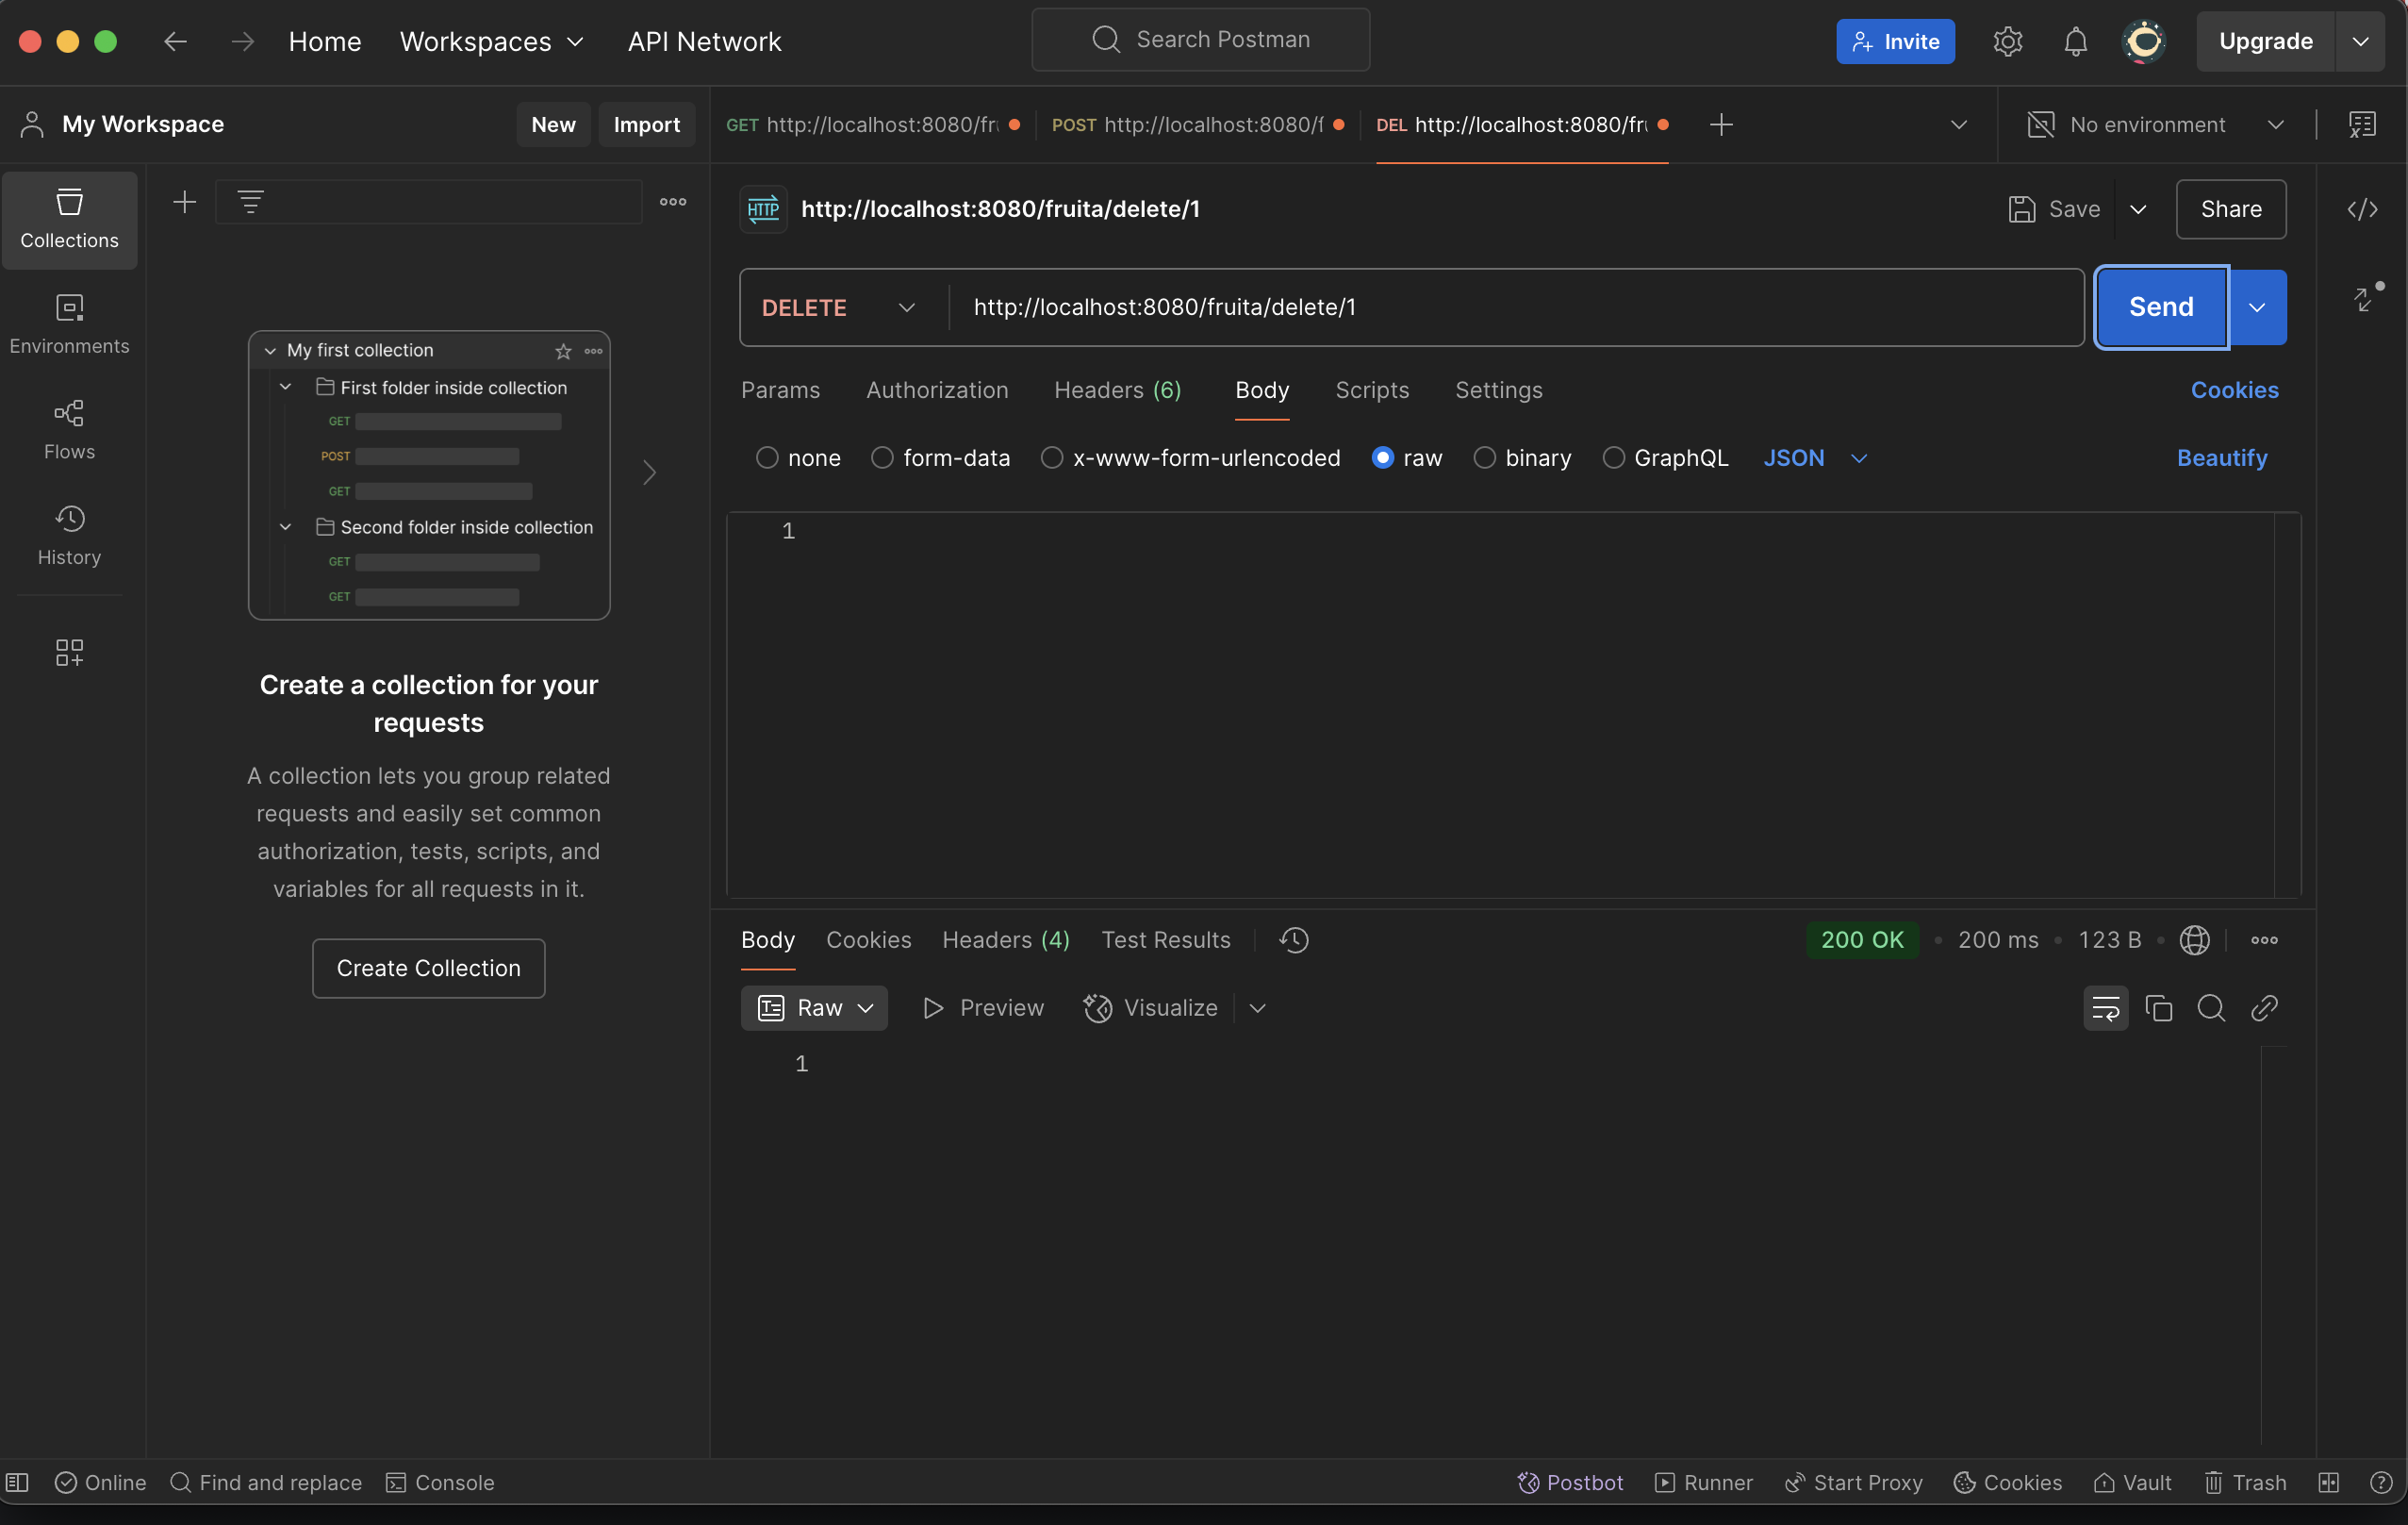 Home Workspaces API Network Search Postman Invite Upgrade
My Workspace New Import GET http://localhost:8080/fr POST http://localhost:8080/f DEL http://localhost:8080/fr No environment
Collections
Environments
Flows
History
My first collection
First folder inside collection
GET
POST
GET
Second folder inside collection
GET
GET
Create a collection for your
requests
A collection lets you group related
requests and easily set common
authorization, tests, scripts, and
variables for all requests in it.
Create Collection
HTTP http://localhost:8080/fruita/delete/1 Save Share
DELETE http://localhost:8080/fruita/delete/1 Send
Params Authorization Headers (6) Body Scripts Settings Cookies
none form-data x-www-form-urlencoded raw binary GraphQL JSON Beautify
1
Body Cookies Headers (4) Test Results 200 OK • 200 ms • 123 B •
Raw Preview Visualize
1
Online Find and replace Console Postbot Runner Start Proxy Cookies Vault Trash